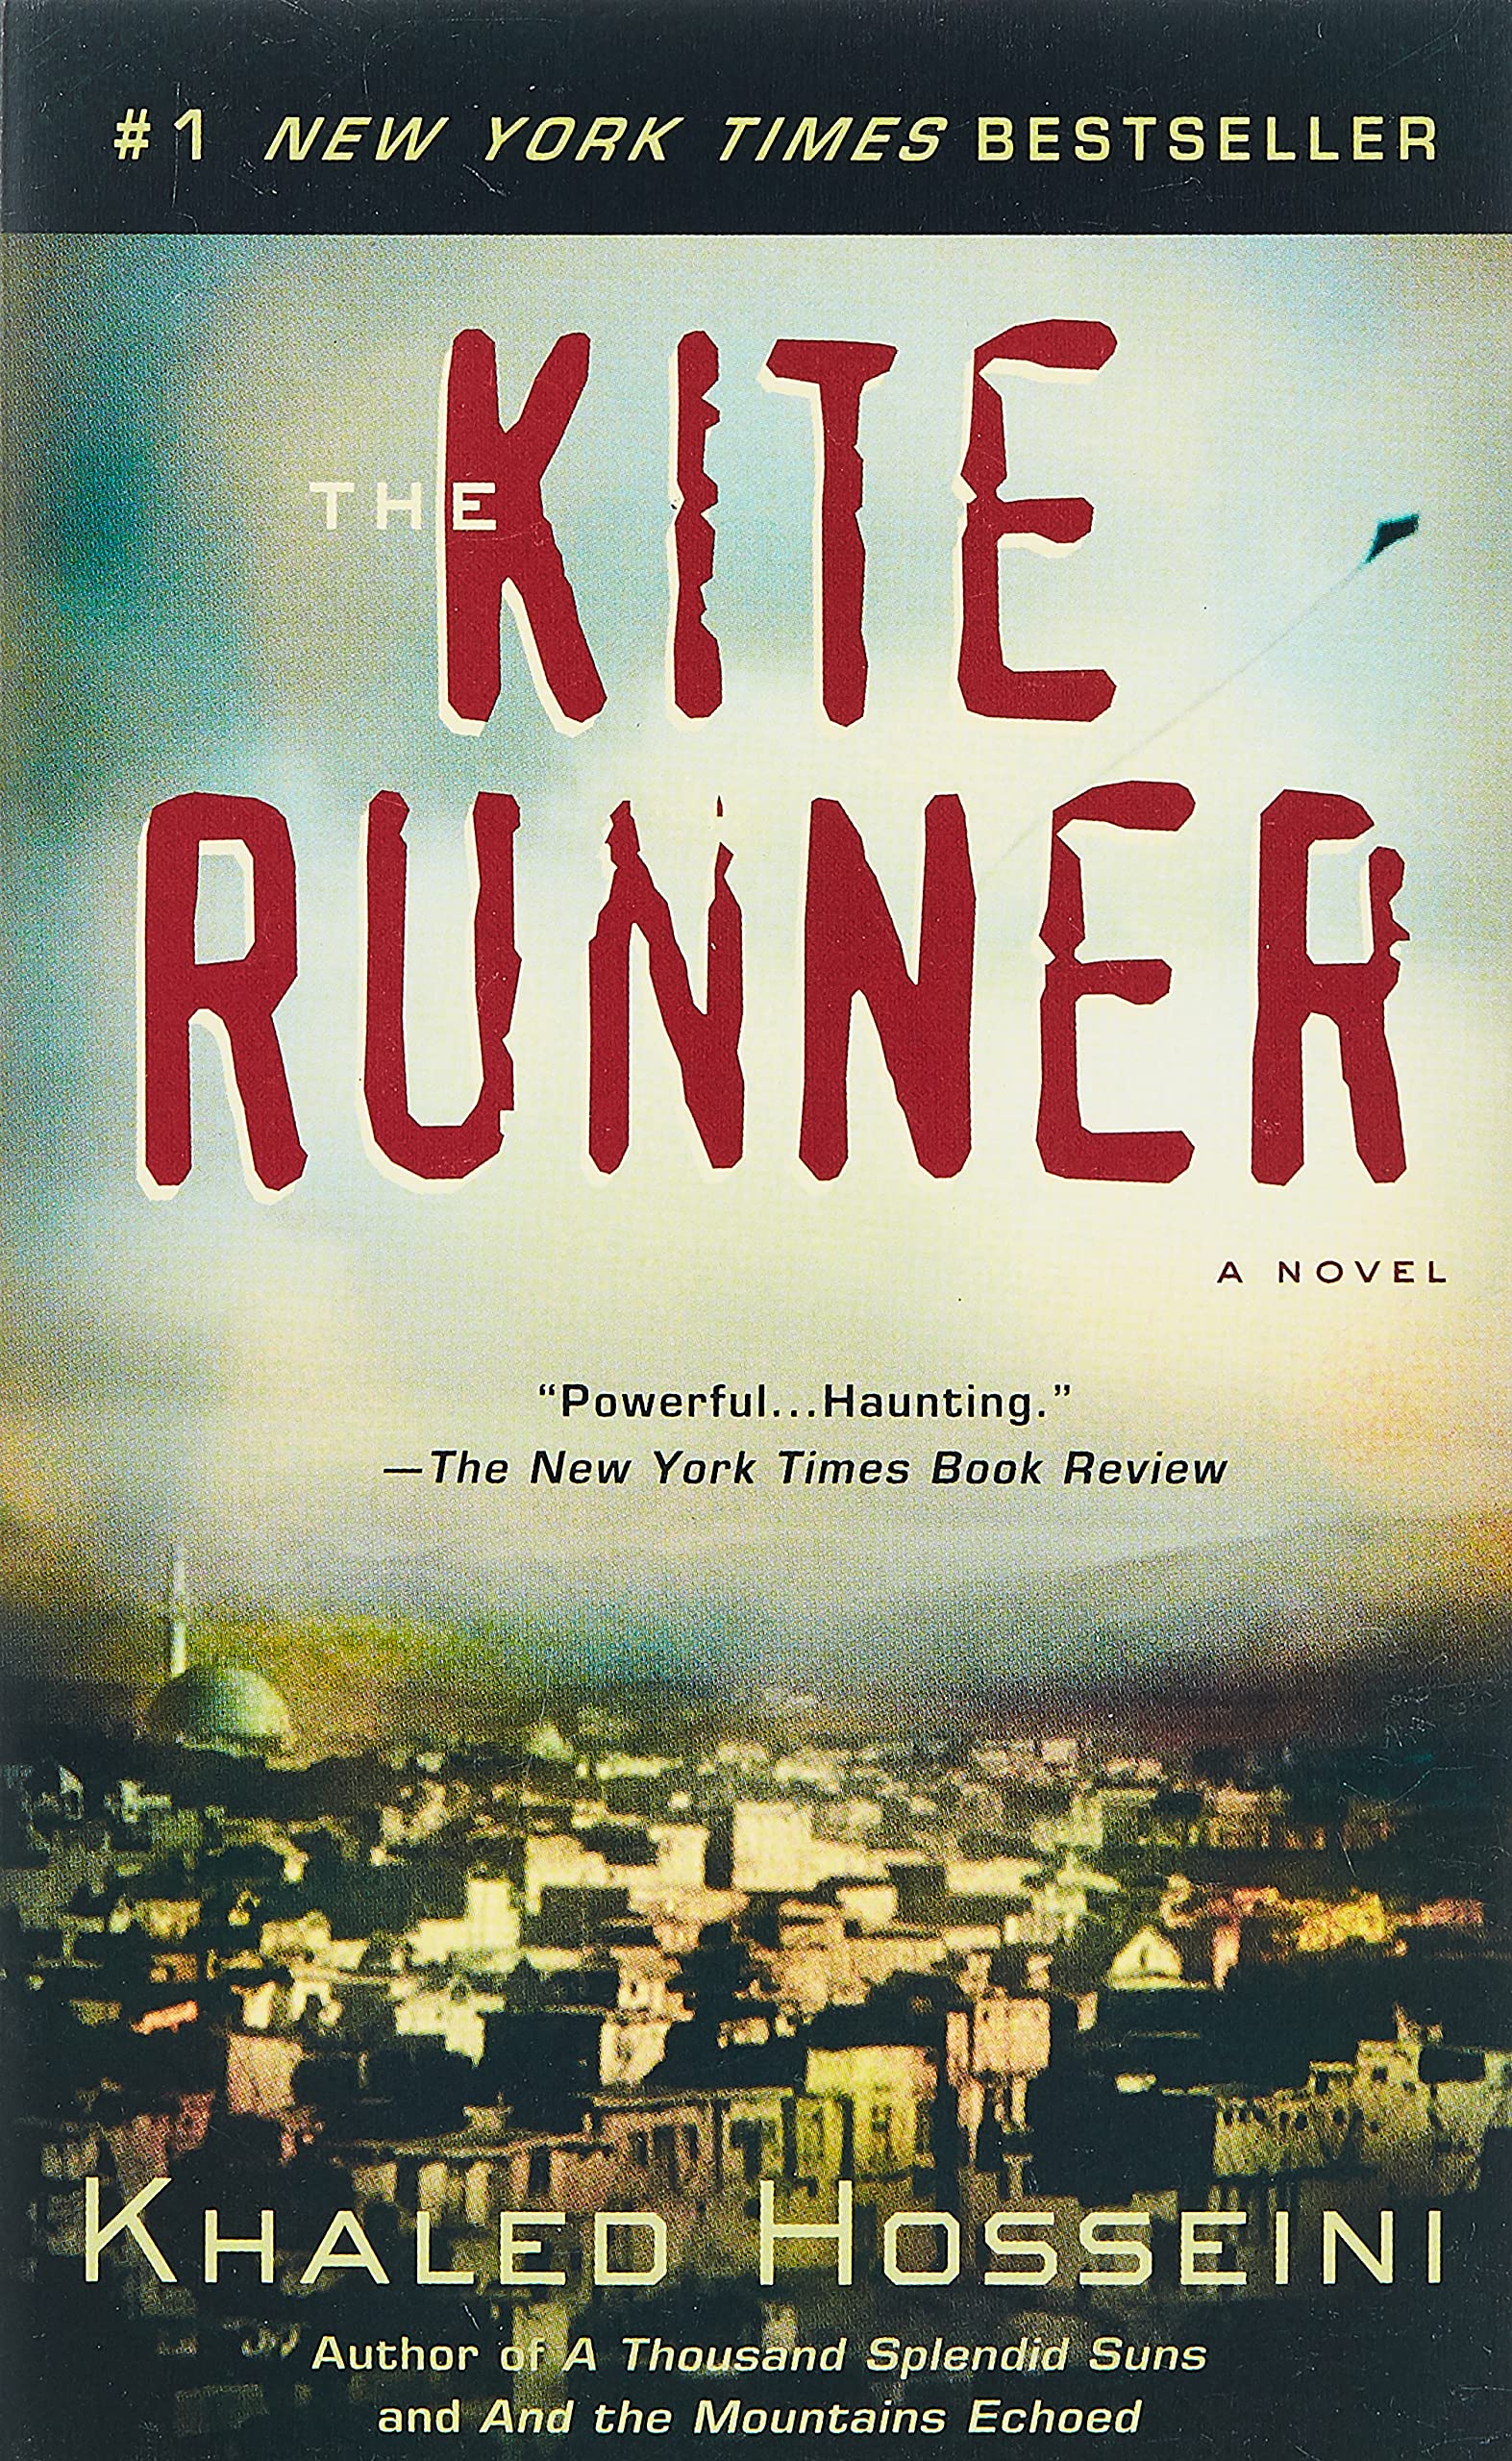 #1 NEW YORK TIMES BESTSELLER
THE
KITE
RUNNER
A NOVEL
“Powerful...Haunting.”
—The New York Times Book Review
KHALED HOSSEINI
Author of A Thousand Splendid Suns
and And the Mountains Echoed